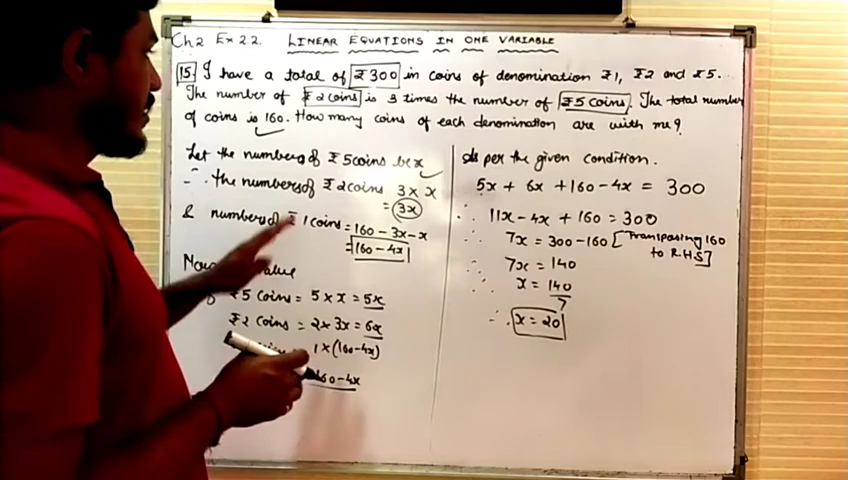 Ch 2 Ex 2.2. LINEAR EQUATIONS IN ONE VARIABLE
15. I have a total of ₹300 in coins of denomination ₹1, ₹2 and ₹5.
The number of ₹2 coins is 3 times the number of ₹5 coins. The total number
of coins is 160. How many coins of each denomination are with me?
Let the number of ₹5 coins be x
∴ the numbers of ₹2 coins 3 × x
= 3x
& number of ₹1 coins = 160 - 3x - x
= 160 - 4x
value
₹5 coins = 5 × x = 5x
₹2 coins = 2 × 3x = 6x
1 × (160 - 4x)
160 - 4x
As per the given condition.
5x + 6x + 160 - 4x = 300
∴ 11x - 4x + 160 = 300
∴ 7x = 300 - 160 [Transposing 160
to R.H.S]
∴ 7x = 140
∴ x = 140
7
∴ x = 20